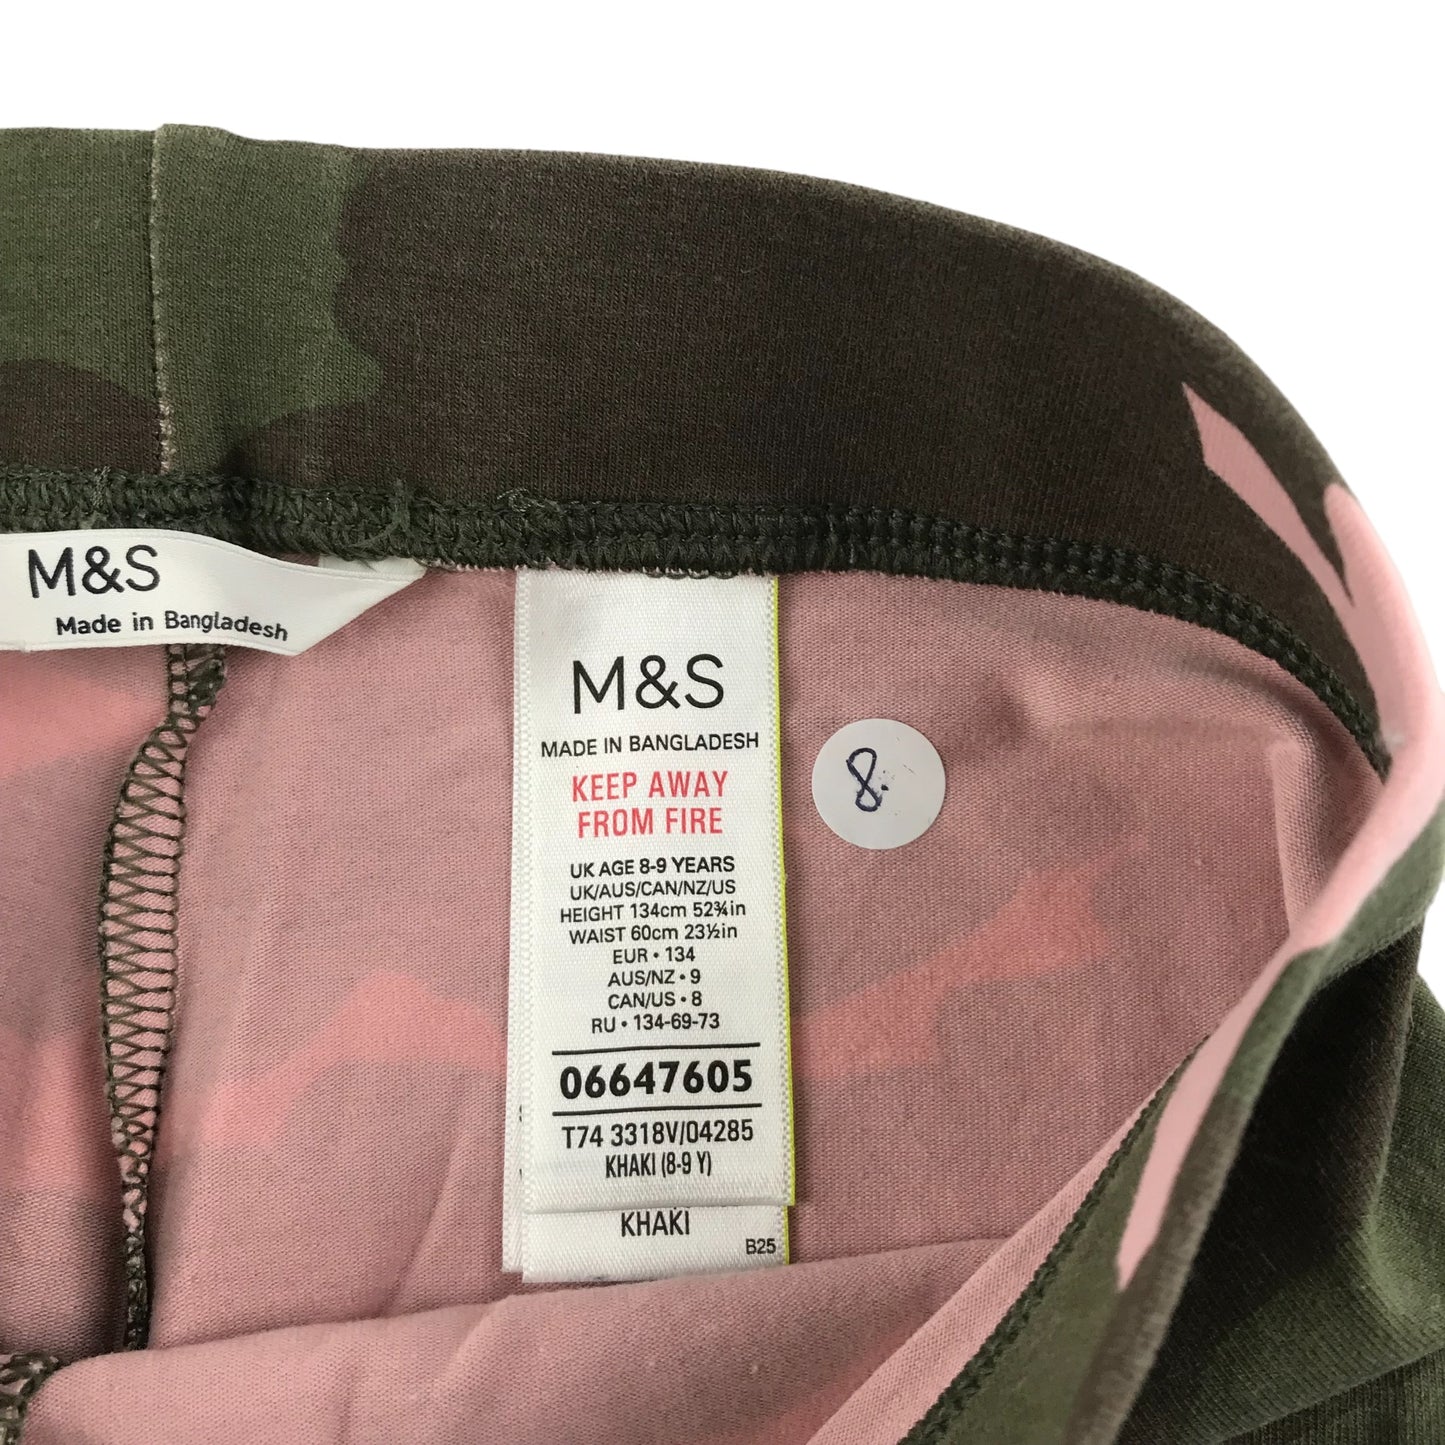 M&S
Made in Bangladesh
M&S
MADE IN BANGLADESH
KEEP AWAY
FROM FIRE
UK AGE 8-9 YEARS
UK/AUS/CAN/NZ/US
HEIGHT 134cm 52¾in
WAIST 60cm 23½in
EUR • 134
AUS/NZ • 9
CAN/US • 8
RU • 134-69-73
06647605
T74 3318V/04285
KHAKI (8-9 Y)
KHAKI
B25
8.